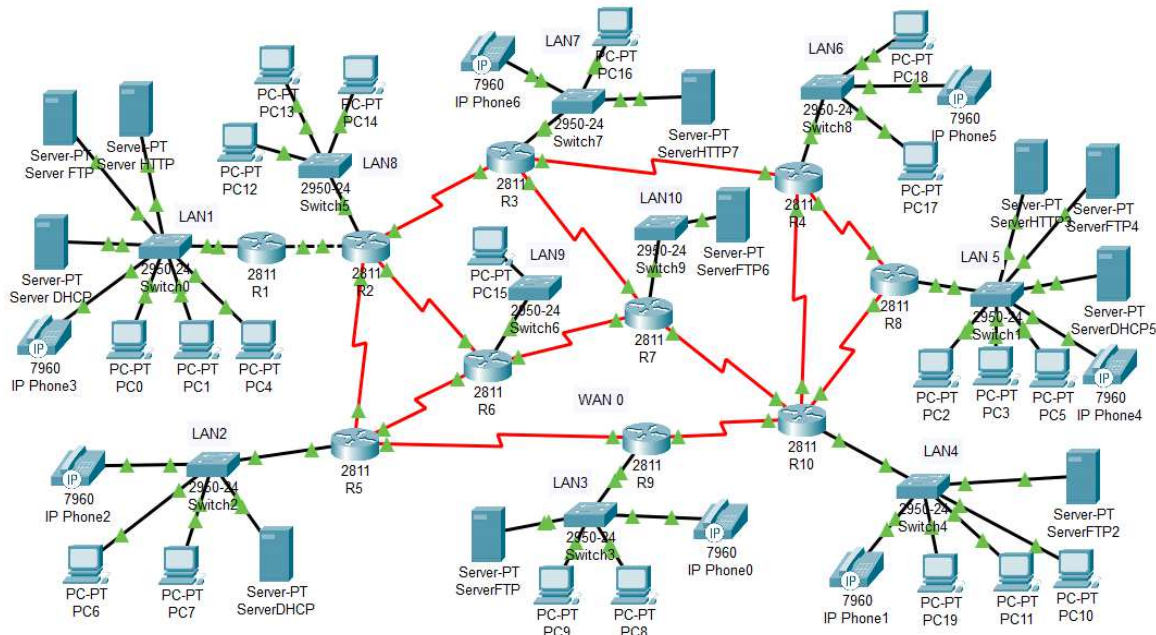 LAN7
PC-PT
PC16
IP
7960
IP Phone6
2950-24
Switch7
Server-PT
ServerHTTP7
LAN6
PC-PT
PC18
2950-24
Switch8
IP
7960
IP Phone5
PC-PT
PC17
PC-PT
PC13
PC-PT
PC14
PC-PT
PC12
LAN8
2950-24
Switch5
Server-PT
Server FTP
Server-PT
Server HTTP
LAN1
Server-PT
Server DHCP
2950-24
Switch0
2811
R1
2811
R2
IP
7960
IP Phone3
PC-PT
PC0
PC-PT
PC1
PC-PT
PC4
2811
R3
2811
R4
LAN10
2950-24
Switch9
Server-PT
ServerFTP6
LAN9
PC-PT
PC15
2950-24
Switch6
2811
R7
2811
R6
Server-PT
ServerHTTP3
Server-PT
ServerFTP4
LAN 5
2811
R8
2950-24
Switch1
Server-PT
ServerDHCP5
PC-PT
PC2
PC-PT
PC3
PC-PT
PC5
7960
IP Phone4
IP
WAN 0
LAN2
2811
R5
IP
7960
IP Phone2
2950-24
Switch2
PC-PT
PC6
PC-PT
PC7
Server-PT
ServerDHCP
2811
R9
LAN3
2950-24
Switch3
Server-PT
ServerFTP
IP
7960
IP Phone0
PC-PT
PC9
PC-PT
PC8
2811
R10
LAN4
2950-24
Switch4
Server-PT
ServerFTP2
IP
7960
IP Phone1
PC-PT
PC19
PC-PT
PC11
PC-PT
PC10